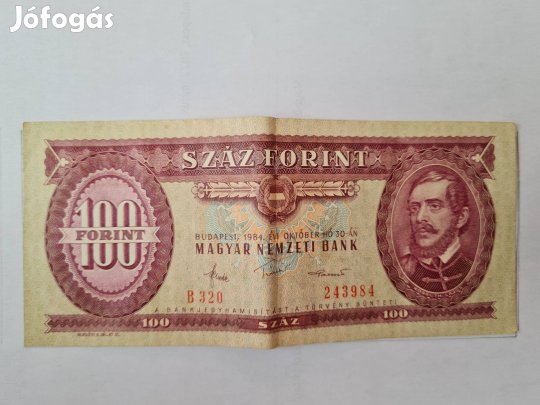 Jófogás
SZÁZ FORINT
100
FORINT
BUDAPEST, 1984. ÉVI OKTÓBER HÓ 30-ÁN
MAGYAR NEMZETI BANK
B 320 243984
A BANKJEGYHAMISÍTÁST A TÖRVÉNY BÜNTETI
100 SZÁZ 100